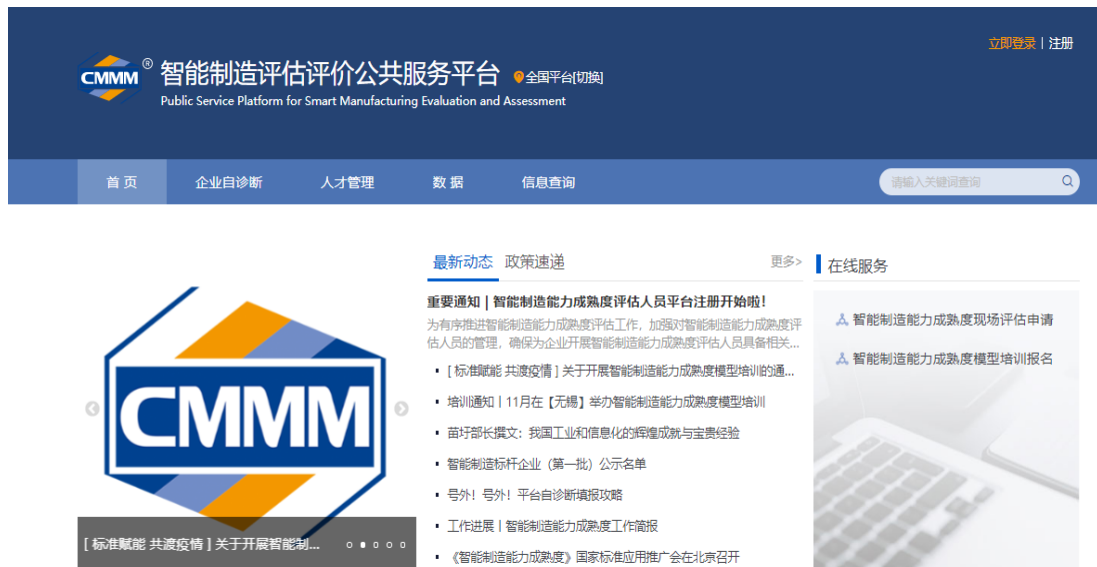 立即登录 | 注册
CMMM® 智能制造评估评价公共服务平台 全国平台[切换]
Public Service Platform for Smart Manufacturing Evaluation and Assessment
首 页 企业自诊断 人才管理 数 据 信息查询 请输入关键词查询
最新动态 政策速递 更多>
在线服务
CMMM
[ 标准赋能 共渡疫情 ] 关于开展智能制...
重要通知 | 智能制造能力成熟度评估人员平台注册开始啦!
为有序推进智能制造能力成熟度评估工作，加强对智能制造能力成熟度评
估人员的管理，确保为企业开展智能制造能力成熟度评估人员具备相关...
[ 标准赋能 共渡疫情 ] 关于开展智能制造能力成熟度模型培训的通...
培训通知丨11月在【无锡】举办智能制造能力成熟度模型培训
苗圩部长撰文：我国工业和信息化的辉煌成就与宝贵经验
智能制造标杆企业（第一批）公示名单
号外！号外！平台自诊断填报攻略
工作进展丨智能制造能力成熟度工作简报
《智能制造能力成熟度》国家标准应用推广会在北京召开
智能制造能力成熟度现场评估申请
智能制造能力成熟度模型培训报名